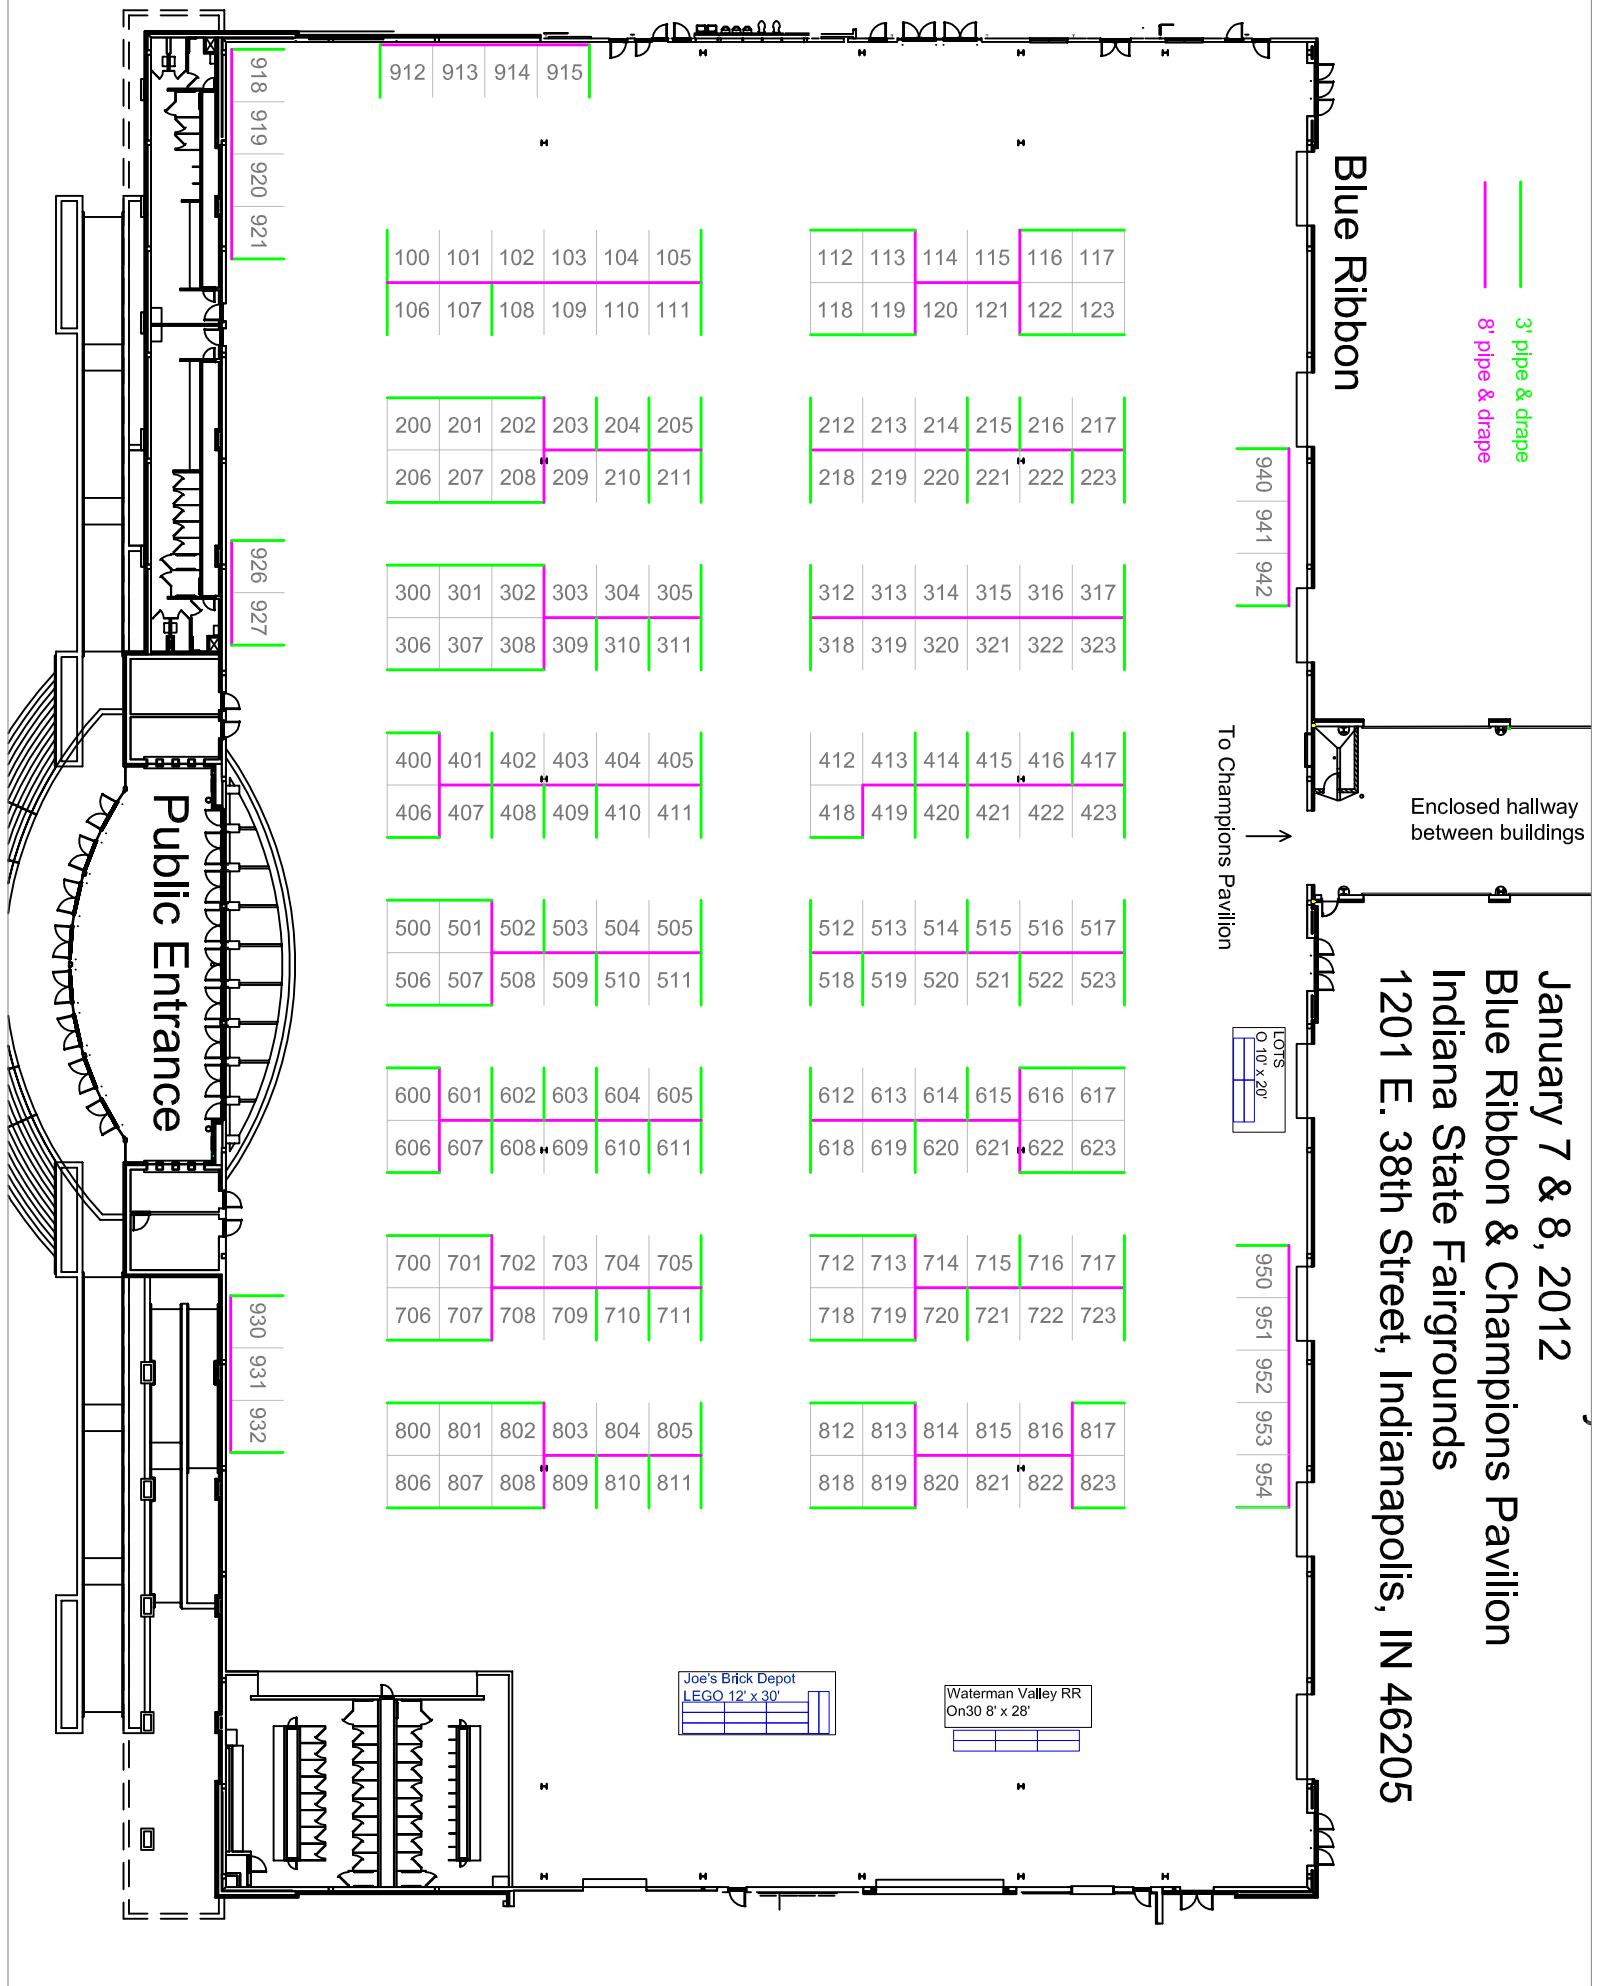 January 7 & 8, 2012
Blue Ribbon & Champions Pavilion
Indiana State Fairgrounds
1201 E. 38th Street, Indianapolis, IN 46205
3' pipe & drape
8' pipe & drape
Blue Ribbon
912 913 914 915
918
919
920
921
100 101 102 103 104 105
106 107 108 109 110 111
112 113 114 115 116 117
118 119 120 121 122 123
200 201 202 203 204 205
206 207 208 209 210 211
212 213 214 215 216 217
218 219 220 221 222 223
940
941
942
926
927
300 301 302 303 304 305
306 307 308 309 310 311
312 313 314 315 316 317
318 319 320 321 322 323
400 401 402 403 404 405
406 407 408 409 410 411
412 413 414 415 416 417
418 419 420 421 422 423
To Champions Pavilion
Enclosed hallway
between buildings
Public Entrance
500 501 502 503 504 505
506 507 508 509 510 511
512 513 514 515 516 517
518 519 520 521 522 523
LOTS
O 10' x 20'
600 601 602 603 604 605
606 607 608 609 610 611
612 613 614 615 616 617
618 619 620 621 622 623
700 701 702 703 704 705
706 707 708 709 710 711
712 713 714 715 716 717
718 719 720 721 722 723
930
931
932
950
951
952
953
954
800 801 802 803 804 805
806 807 808 809 810 811
812 813 814 815 816 817
818 819 820 821 822 823
Joe's Brick Depot
LEGO 12' x 30'
Waterman Valley RR
On30 8' x 28'